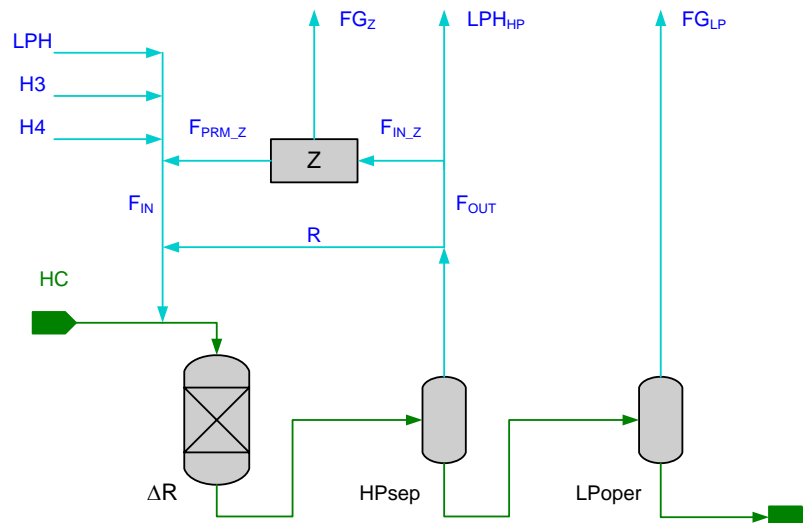 FG_Z
LPH_HP
FG_LP
LPH
H3
H4
F_PRM_Z
F_IN_Z
Z
F_IN
F_OUT
R
HC
ΔR
HPsep
LPoper